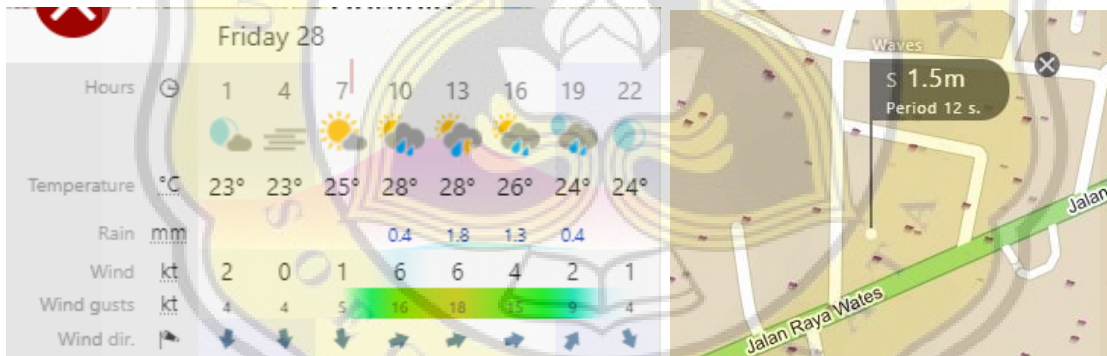 Friday 28
Hours 1 4 7 10 13 16 19 22
Temperature °C 23° 23° 25° 28° 28° 26° 24° 24°
Rain mm 0.4 1.8 1.3 0.4
Wind kt 2 0 1 6 6 4 2 1
Wind gusts kt 4 4 5 16 18 15 9 4
Wind dir.
Waves
S 1.5m
Period 12 s.
Jalan
Jalan Raya Wates